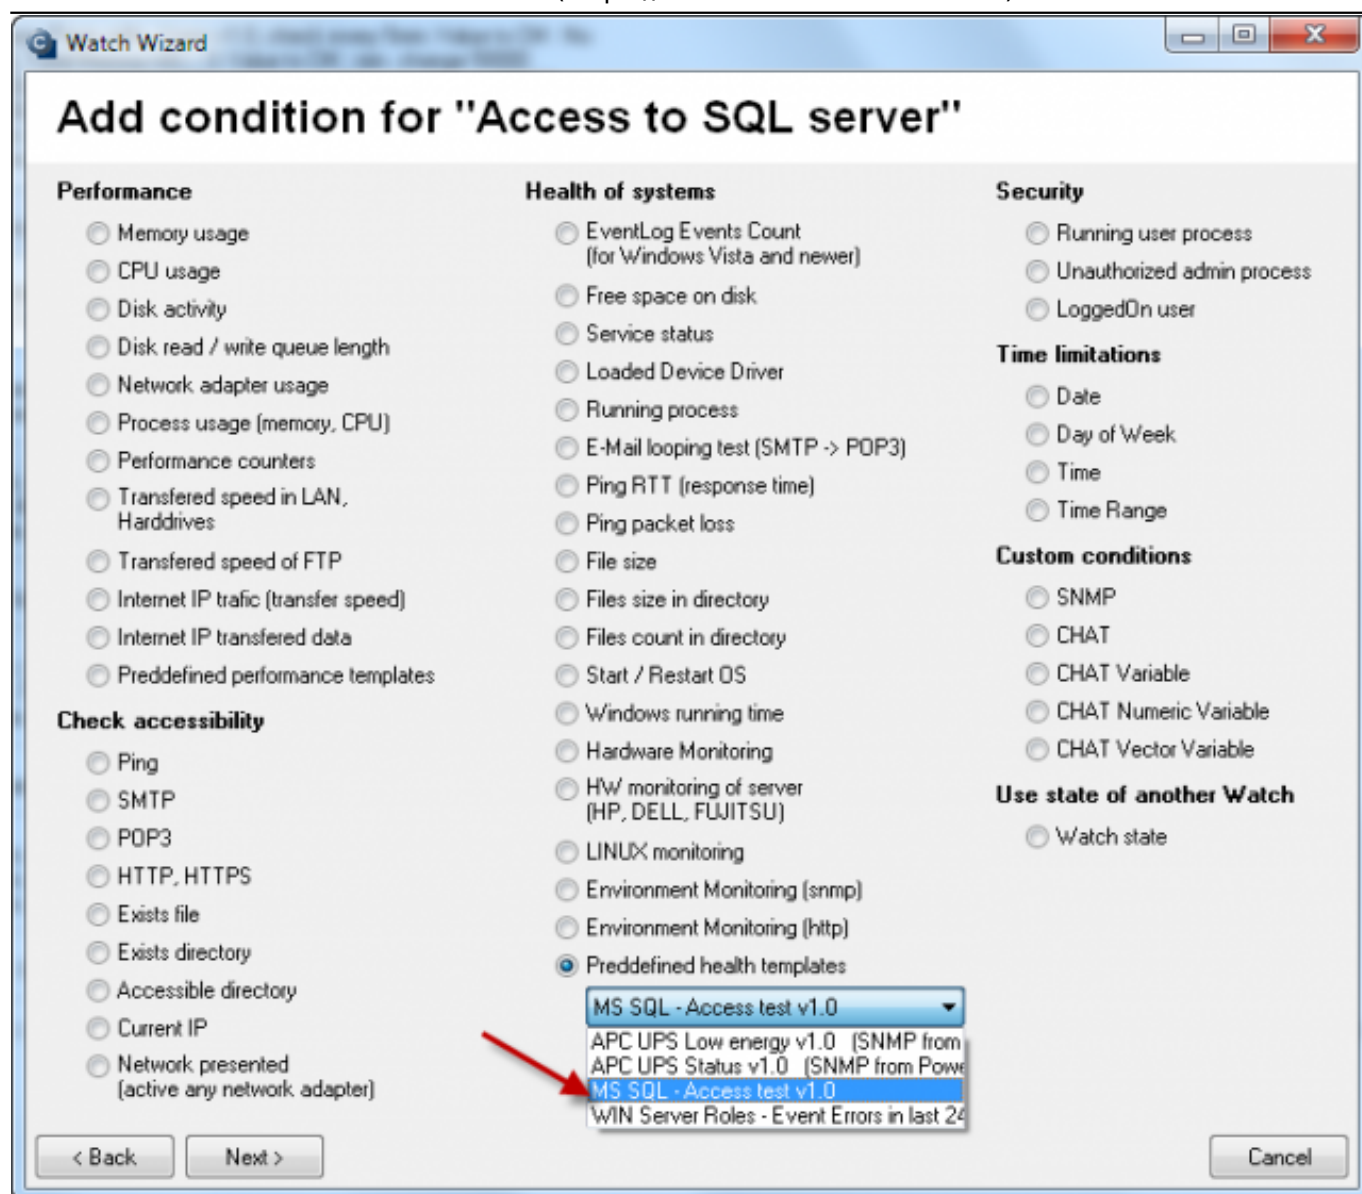 Watch Wizard
Add condition for "Access to SQL server"
Performance
Memory usage
CPU usage
Disk activity
Disk read / write queue length
Network adapter usage
Process usage (memory, CPU)
Performance counters
Transfered speed in LAN,
Harddrives
Transfered speed of FTP
Internet IP trafic (transfer speed)
Internet IP transfered data
Preddefined performance templates
Check accessibility
Ping
SMTP
POP3
HTTP, HTTPS
Exists file
Exists directory
Accessible directory
Current IP
Network presented
(active any network adapter)
Health of systems
EventLog Events Count
(for Windows Vista and newer)
Free space on disk
Service status
Loaded Device Driver
Running process
E-Mail looping test (SMTP -> POP3)
Ping RTT (response time)
Ping packet loss
File size
Files size in directory
Files count in directory
Start / Restart OS
Windows running time
Hardware Monitoring
HW monitoring of server
(HP, DELL, FUJITSU)
LINUX monitoring
Environment Monitoring (snmp)
Environment Monitoring (http)
Preddefined health templates
MS SQL - Access test v1.0
APC UPS Low energy v1.0 (SNMP from
APC UPS Status v1.0 (SNMP from Powe
MS SQL - Access test v1.0
WIN Server Roles - Event Errors in last 24
Security
Running user process
Unauthorized admin process
LoggedOn user
Time limitations
Date
Day of Week
Time
Time Range
Custom conditions
SNMP
CHAT
CHAT Variable
CHAT Numeric Variable
CHAT Vector Variable
Use state of another Watch
Watch state
< Back
Next >
Cancel